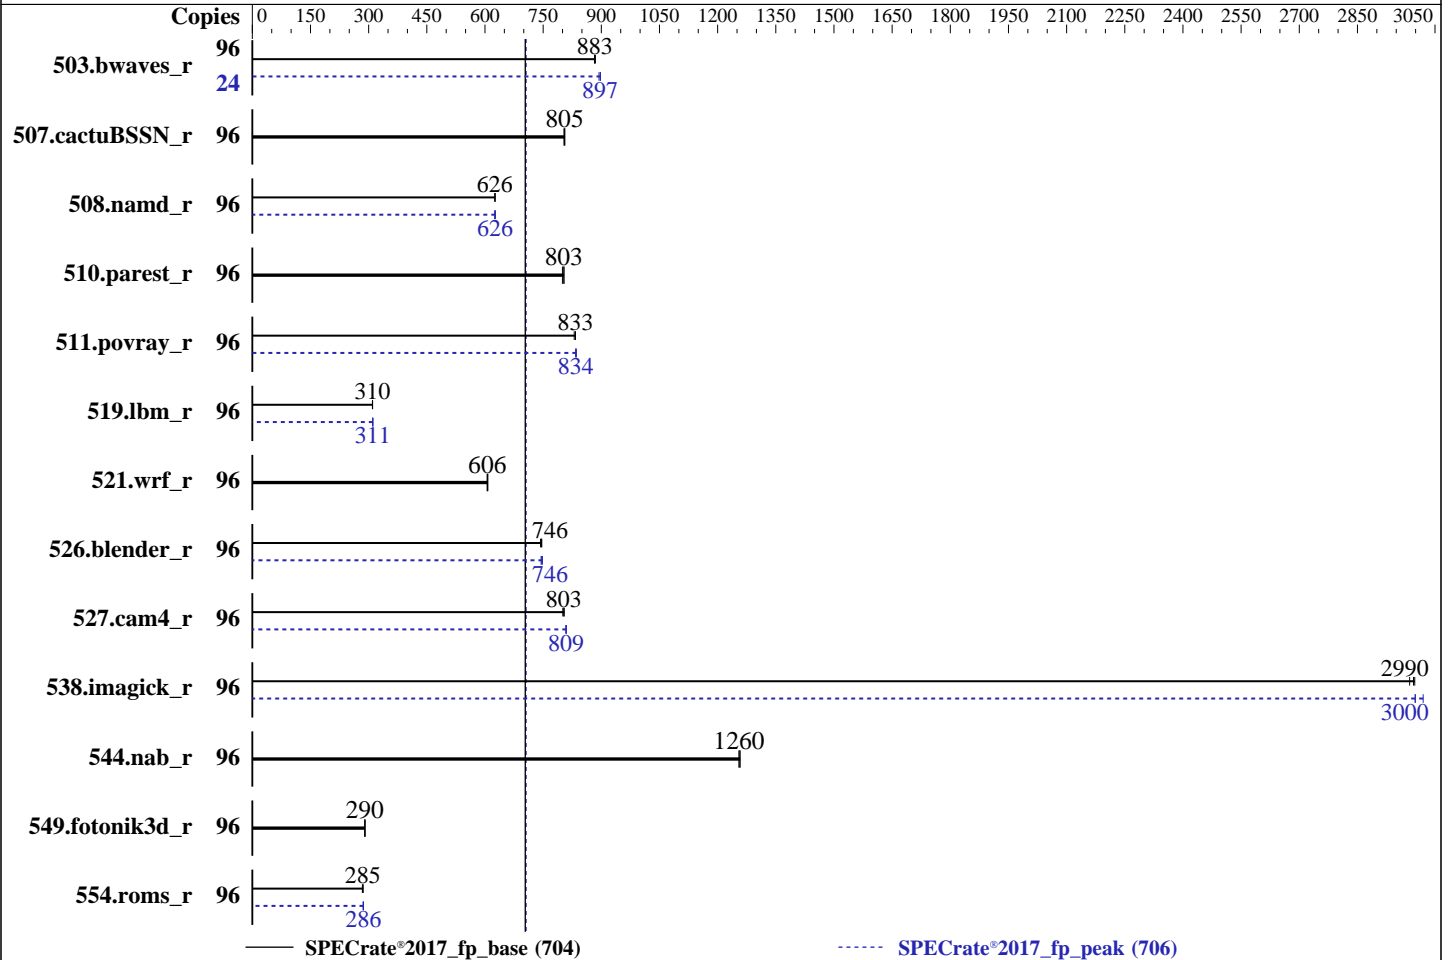 Copies 0 150 300 450 600 750 900 1050 1200 1350 1500 1650 1800 1950 2100 2250 2400 2550 2700 2850 3050
503.bwaves_r 96 883
24 897
507.cactuBSSN_r 96 805
508.namd_r 96 626
626
510.parest_r 96 803
511.povray_r 96 833
834
519.lbm_r 96 310
311
521.wrf_r 96 606
526.blender_r 96 746
746
527.cam4_r 96 803
809
538.imagick_r 96 2990
3000
544.nab_r 96 1260
549.fotonik3d_r 96 290
554.roms_r 96 285
286
SPECrate®2017_fp_base (704) SPECrate®2017_fp_peak (706)